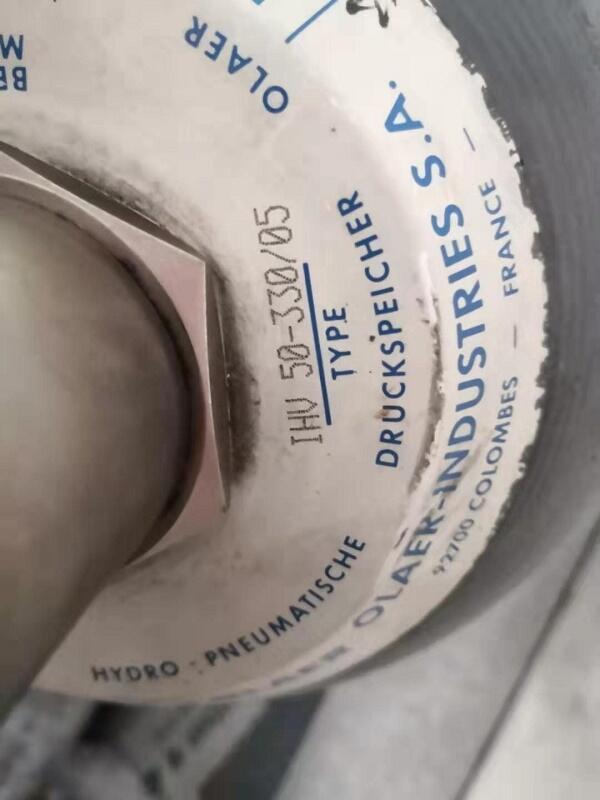 OLAER
HYDRO - PNEUMATISCHE
DRUCKSPEICHER
TYPE
IHV 50-330/05
OLAER-INDUSTRIES S.A.
92700 COLOMBES — FRANCE —